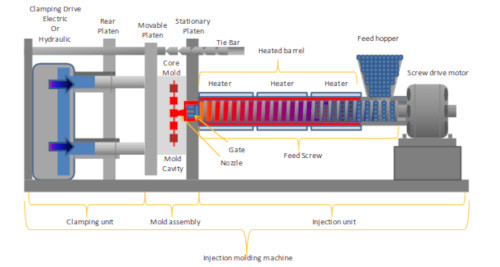 Clamping Drive
Electric
Or
Hydraulic
Rear
Platen
Movable
Platen
Stationary
Platen
Tie Bar
Core
Mold
Heated barrel
Feed hopper
Heater
Heater
Heater
Screw drive motor
Gate
Mold
Cavity
Nozzle
Feed Screw
Clamping unit
Mold assembly
Injection unit
Injection molding machine